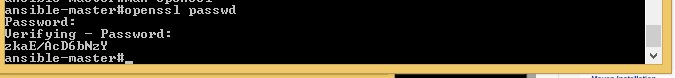 ansible-master#openssl passwd
Password:
Verifying - Password:
zkaE/AcD6bNzY
ansible-master#_